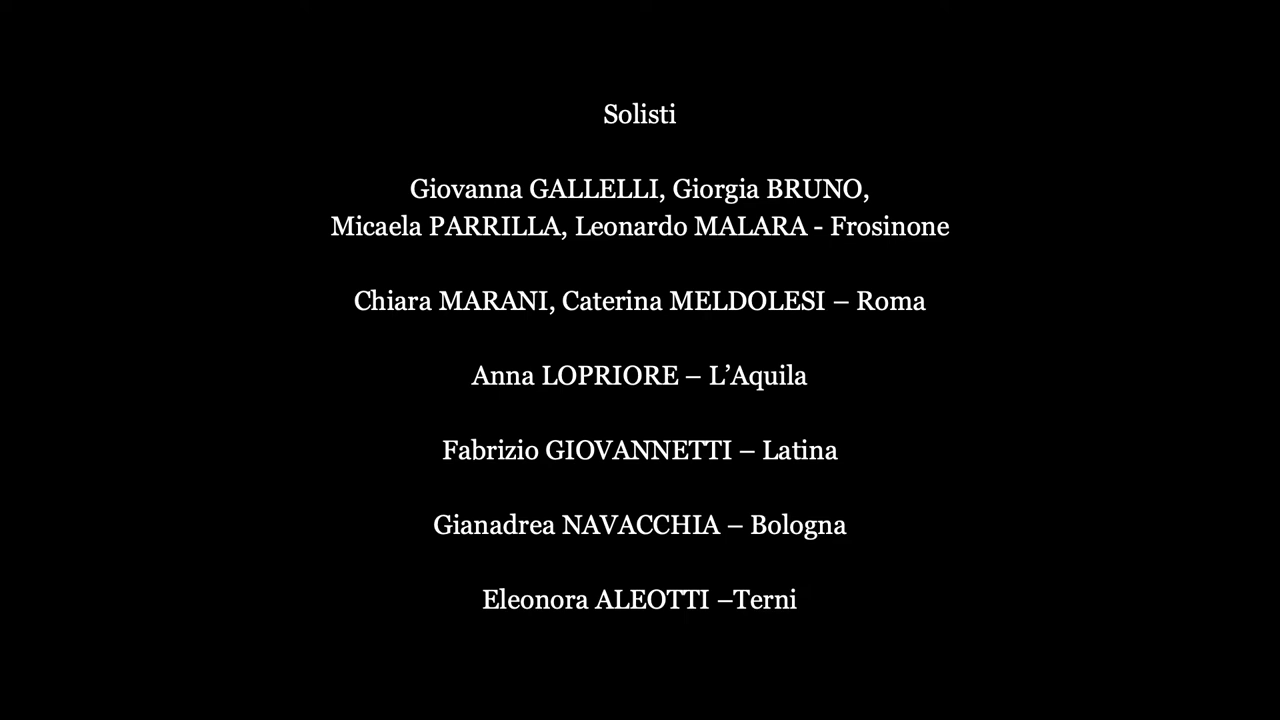 Solisti
Giovanna GALLELLI, Giorgia BRUNO,
Micaela PARRILLA, Leonardo MALARA - Frosinone
Chiara MARANI, Caterina MELDOLESI – Roma
Anna LOPRIORE – L’Aquila
Fabrizio GIOVANNETTI – Latina
Gianadrea NAVACCHIA – Bologna
Eleonora ALEOTTI –Terni